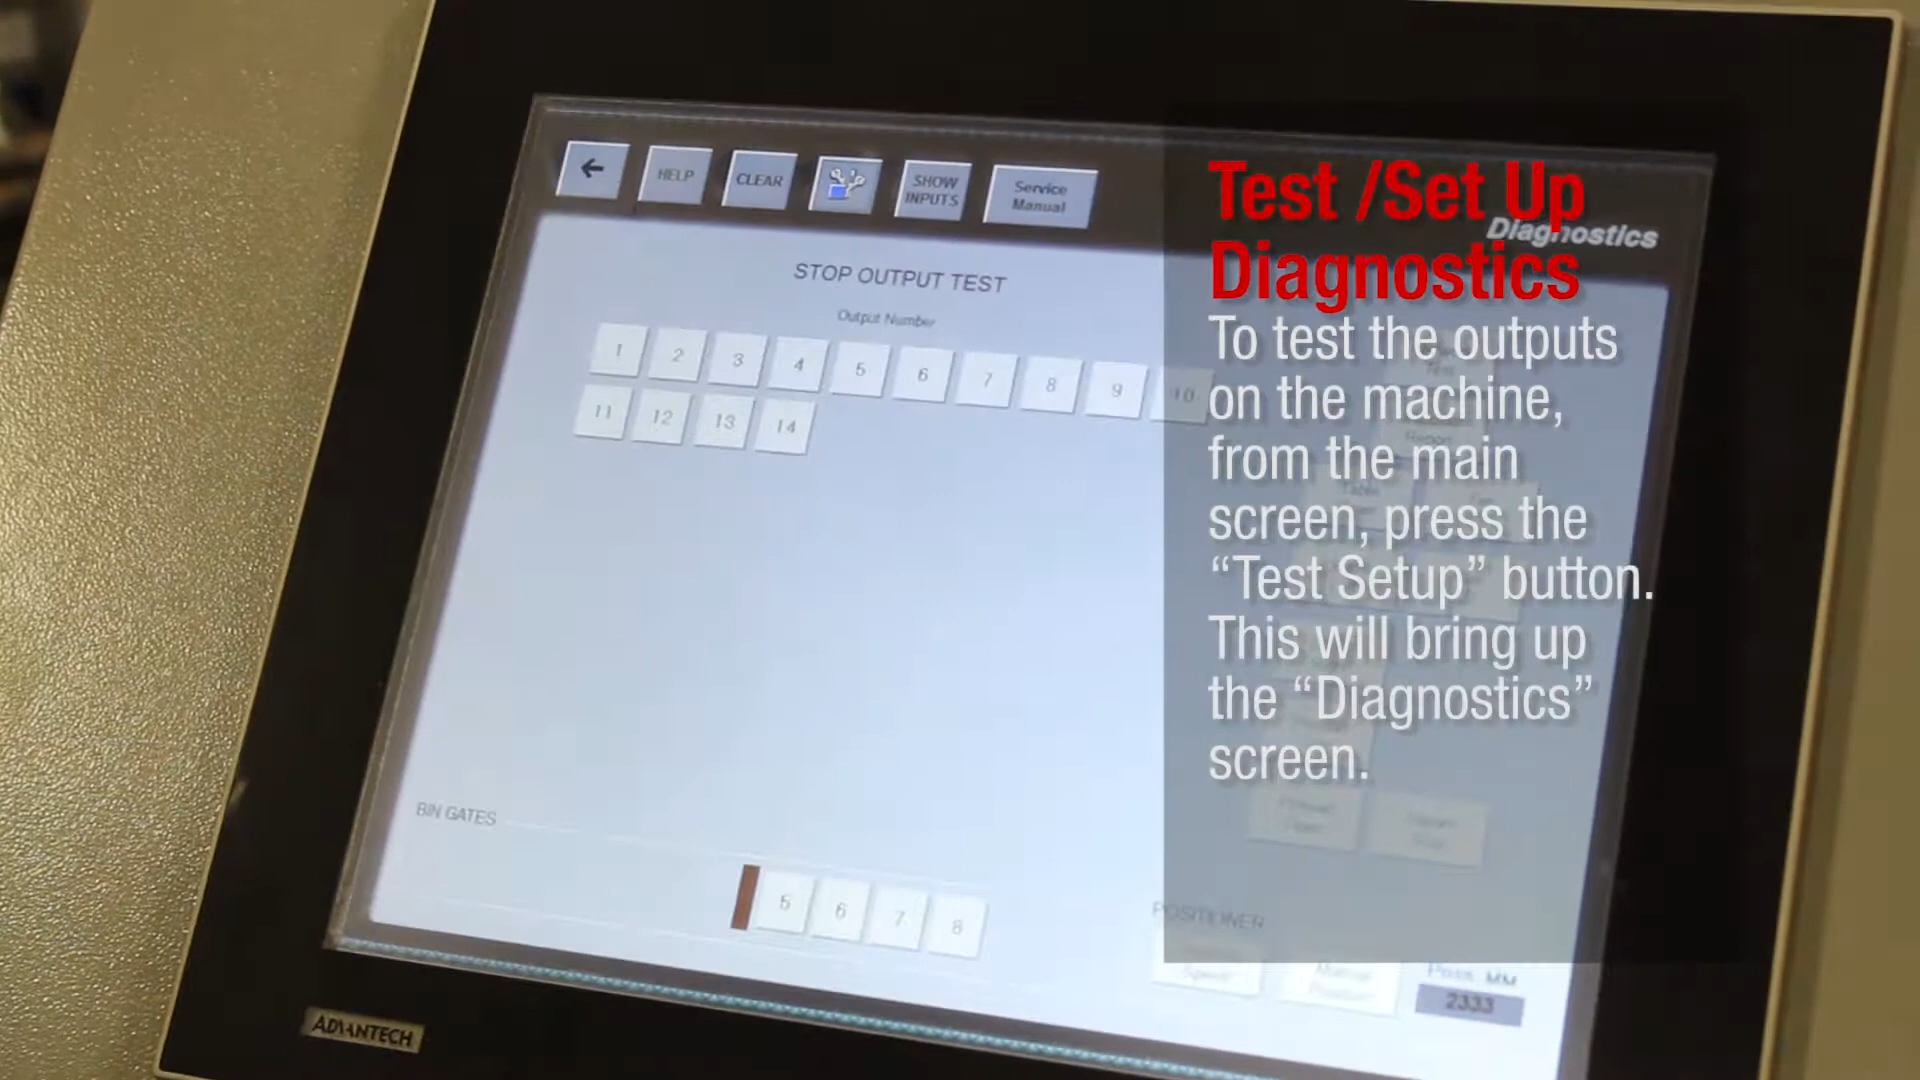 HELP
CLEAR
SHOW
INPUTS
Service
Manual
Diagnostics
STOP OUTPUT TEST
Output Number
1 2 3 4 5 6 7 8 9 10
11 12 13 14
BIN GATES
5 6 7 8
POSITIONER
2333
ADVANTECH
Test /Set Up
Diagnostics
To test the outputs
on the machine,
from the main
screen, press the
“Test Setup” button.
This will bring up
the “Diagnostics”
screen.